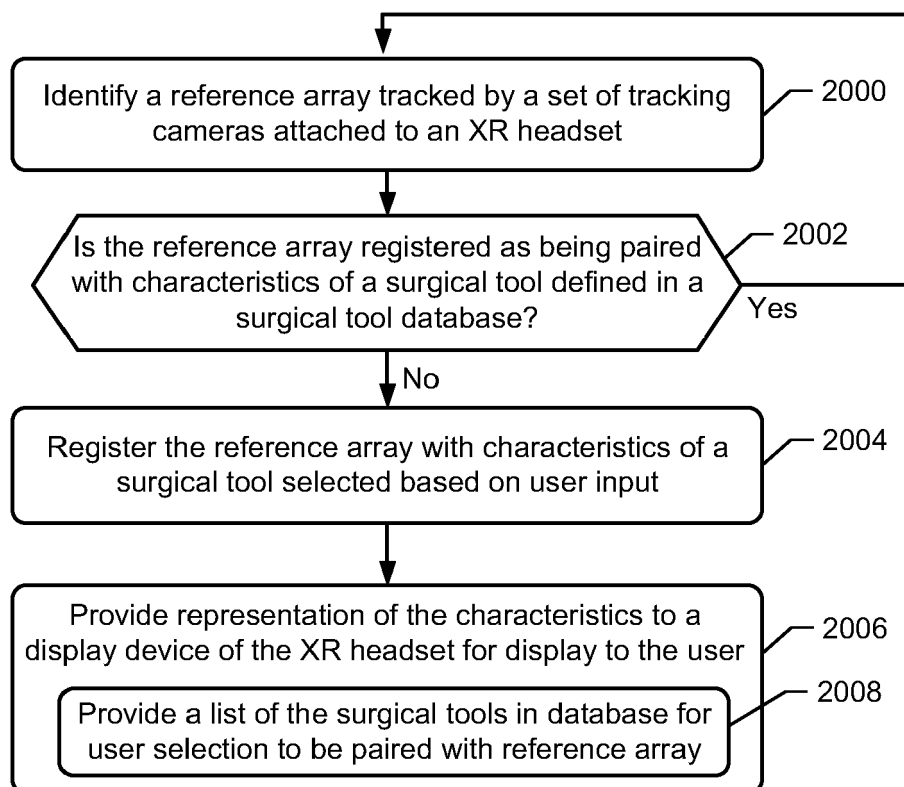 Identify a reference array tracked by a set of tracking
cameras attached to an XR headset
2000
Is the reference array registered as being paired
with characteristics of a surgical tool defined in a
surgical tool database?
2002
Yes
No
Register the reference array with characteristics of a
surgical tool selected based on user input
2004
Provide representation of the characteristics to a
display device of the XR headset for display to the user
2006
Provide a list of the surgical tools in database for
user selection to be paired with reference array
2008